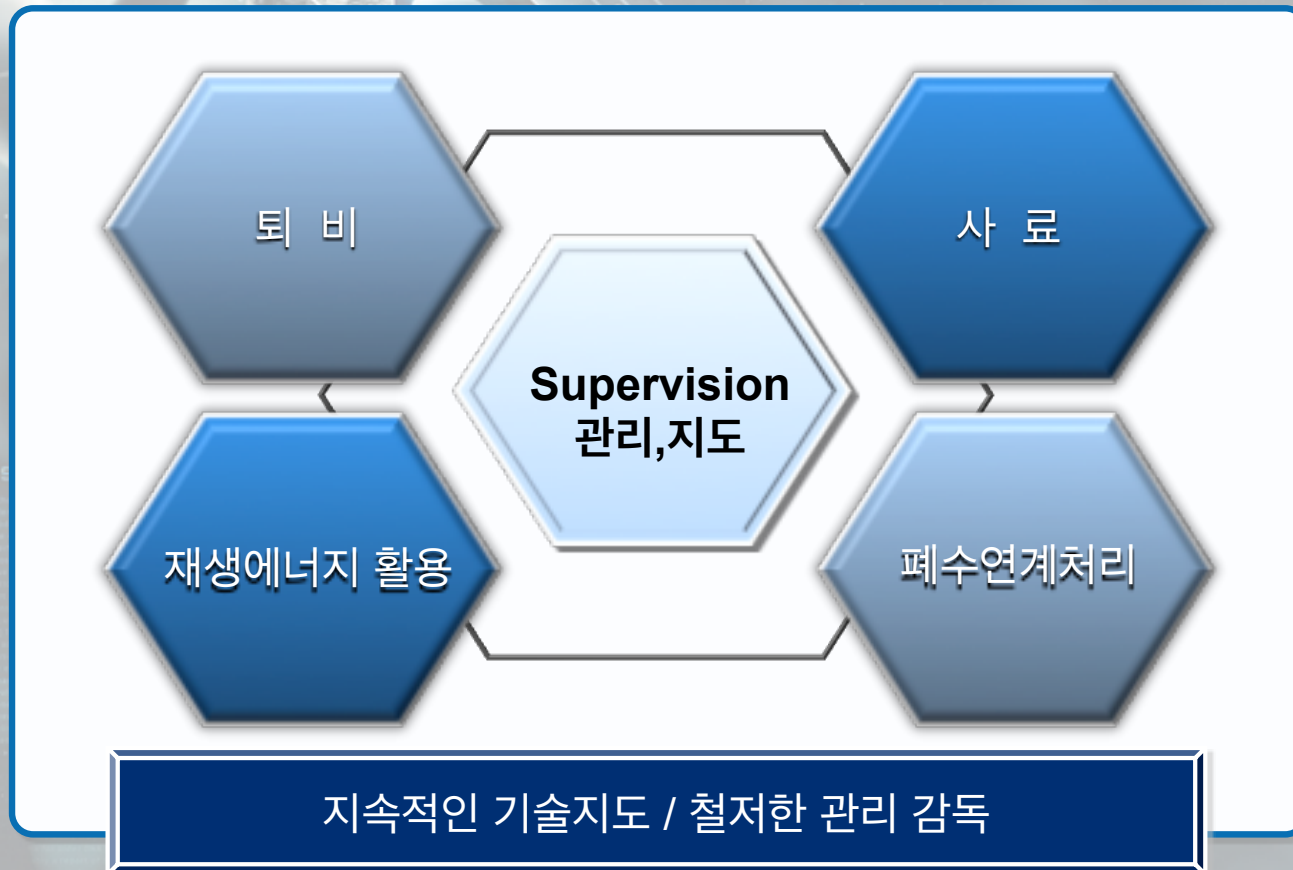 퇴 비
사 료
Supervision
관리,지도
재생에너지 활용
폐수연계처리
지속적인 기술지도 / 철저한 관리 감독